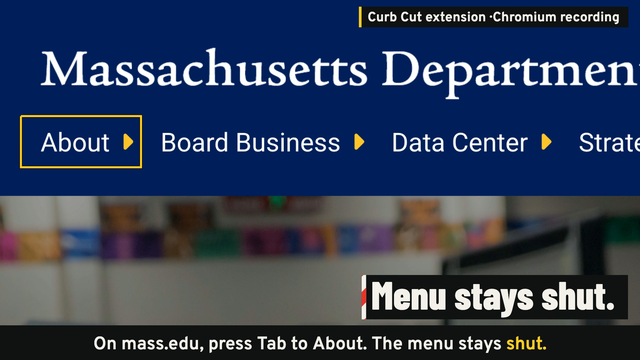 Curb Cut extension ·Chromium recording
Massachusetts Departmen
About Board Business Data Center Strate
Menu stays shut.
On mass.edu, press Tab to About. The menu stays shut.